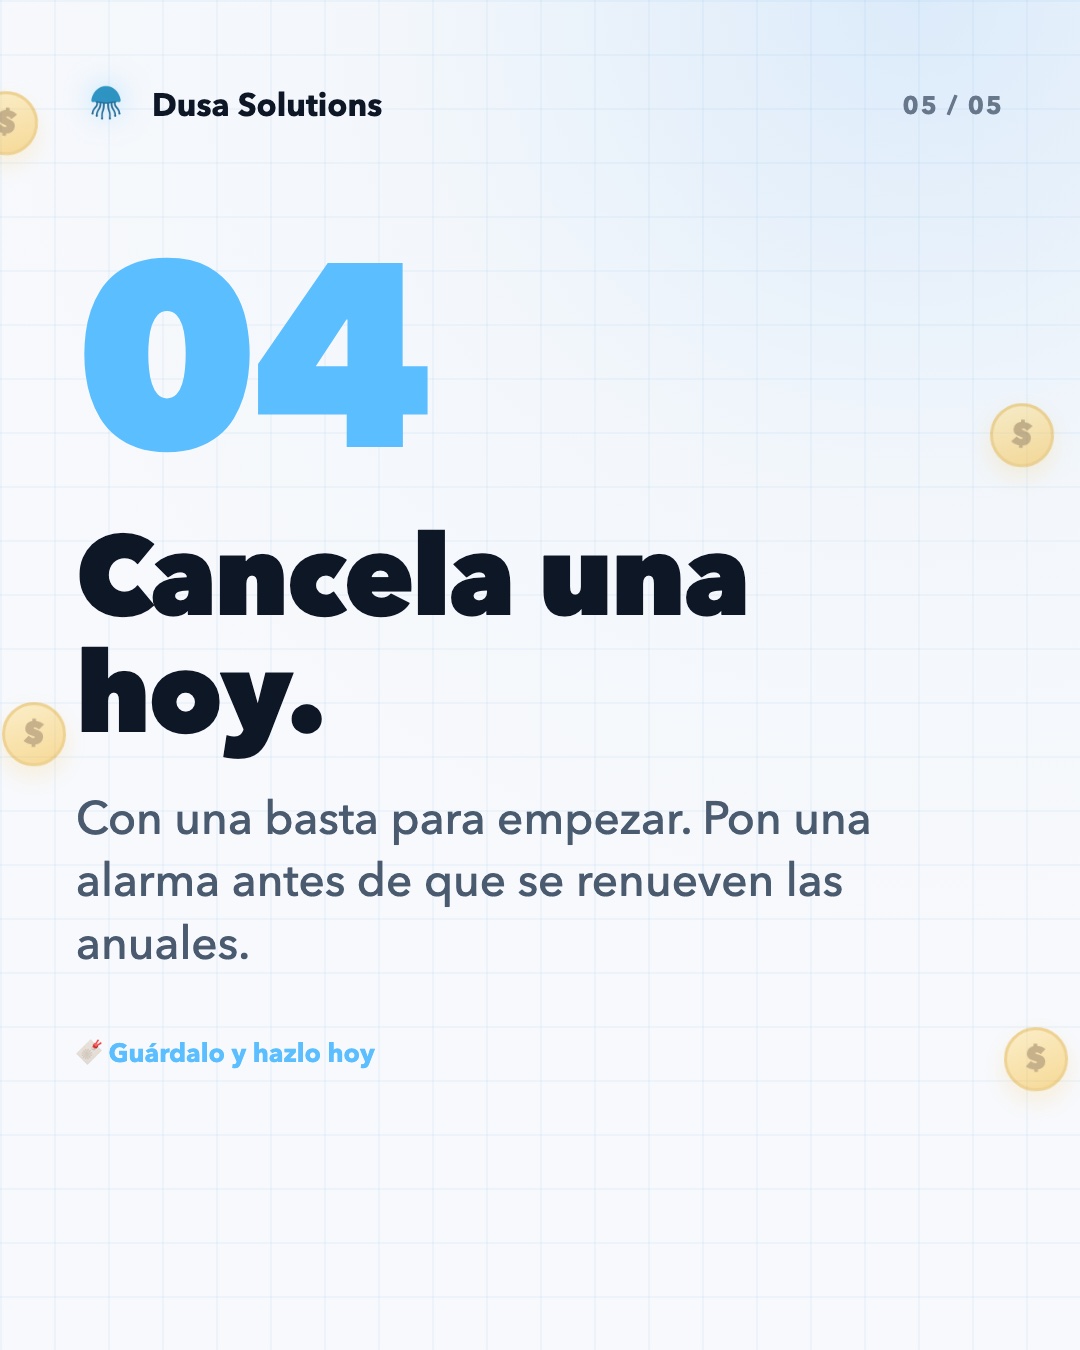 Dusa Solutions
05 / 05
$
04
$
Cancela una
hoy.
$
Con una basta para empezar. Pon una
alarma antes de que se renueven las
anuales.
Guárdalo y hazlo hoy
$